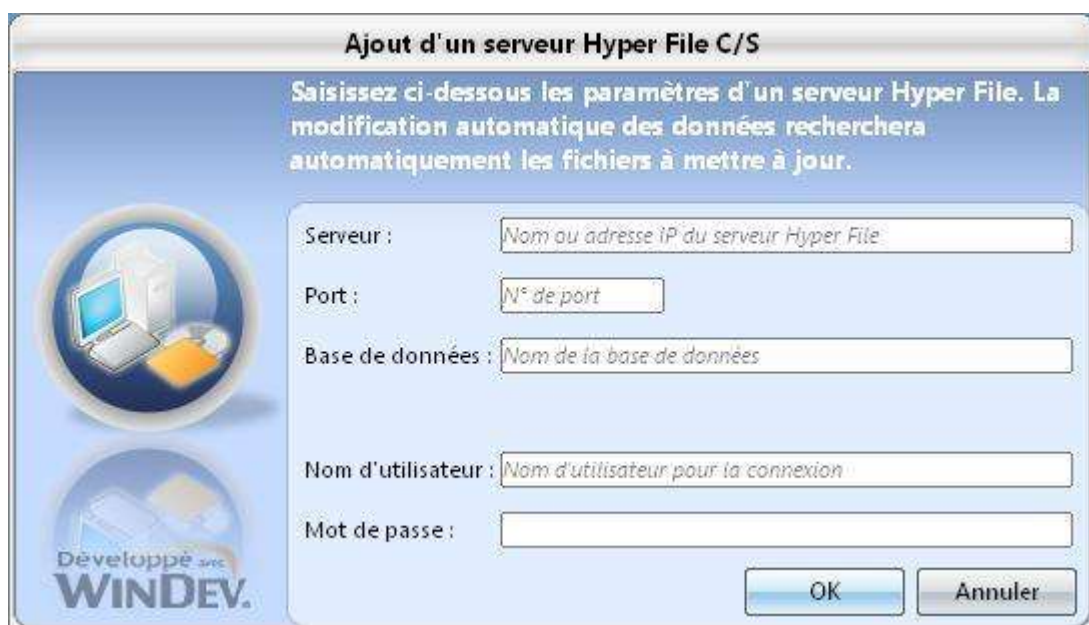 Ajout d'un serveur Hyper File C/S
Saisissez ci-dessous les paramètres d'un serveur Hyper File. La
modification automatique des données recherchera
automatiquement les fichiers à mettre à jour.
Serveur : Nom ou adresse IP du serveur Hyper File
Port : N° de port
Base de données : Nom de la base de données
Nom d'utilisateur : Nom d'utilisateur pour la connexion
Mot de passe :
Développé avec
WINDEV.
OK Annuler